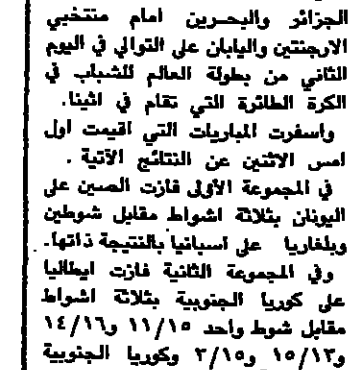 الجزائر والبحـرين امام منتخبي
الارجنتين واليابان على التوالي في اليوم
الثاني من بطولة العالم للشباب في
الكرة الطائرة التي تقام في اثينا.
واسفرت المباريات التي اقيمت اول
امس الاثنين عن النتائج الآتية .
في المجموعة الأولى فازت الصين على
اليونان بثلاثة اشواط مقابل شوطين
وبلغاريا على اسبانيا بالنتيجة ذاتها.
وفي المجموعة الثانية فازت ايطاليا
على كوريا الجنوبية بثلاثة اشواط
مقابل شوط واحد ١١/١٥ و١٤/١٦
و١٥/١٣ و٢/١٥ وكوريا الجنوبية